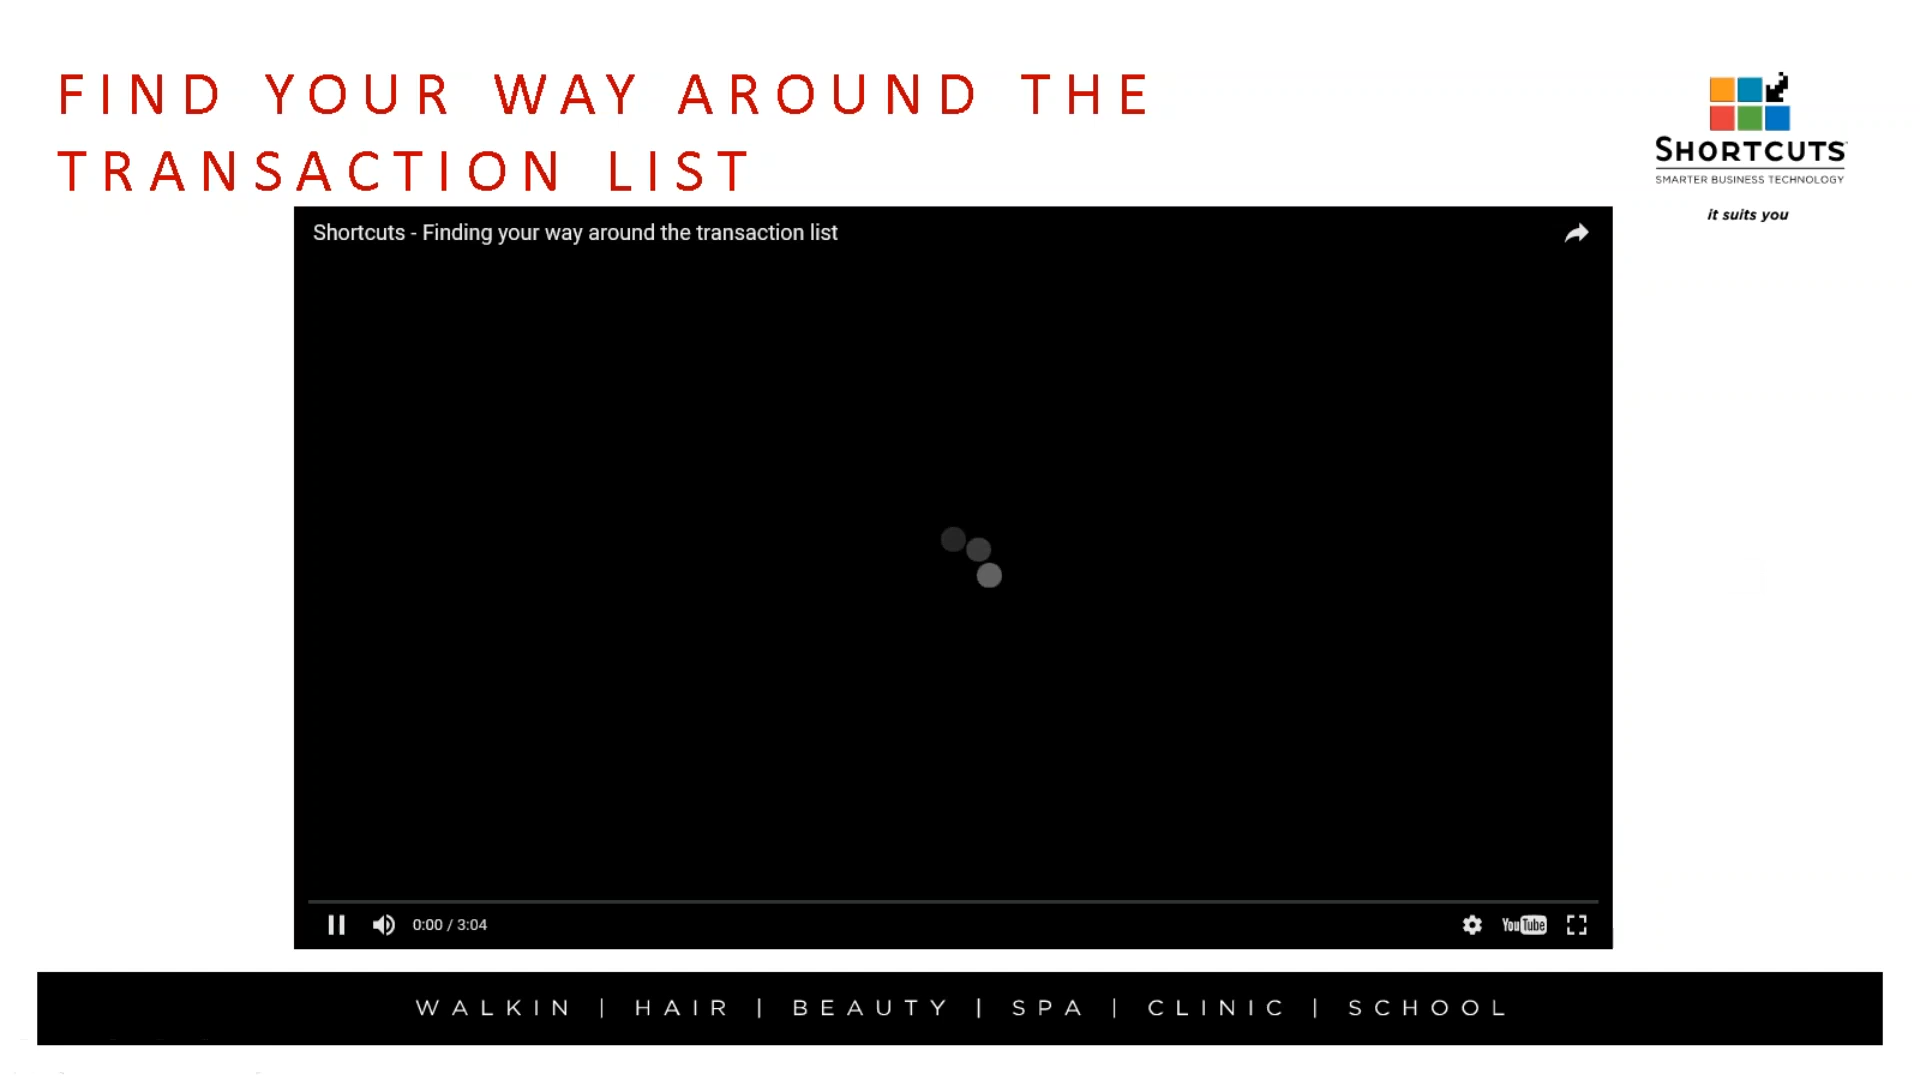 FIND YOUR WAY AROUND THE
TRANSACTION LIST
SHORTCUTS
SMARTER BUSINESS TECHNOLOGY
it suits you
Shortcuts - Finding your way around the transaction list
0:00 / 3:04
YouTube
WALKIN | HAIR | BEAUTY | SPA | CLINIC | SCHOOL